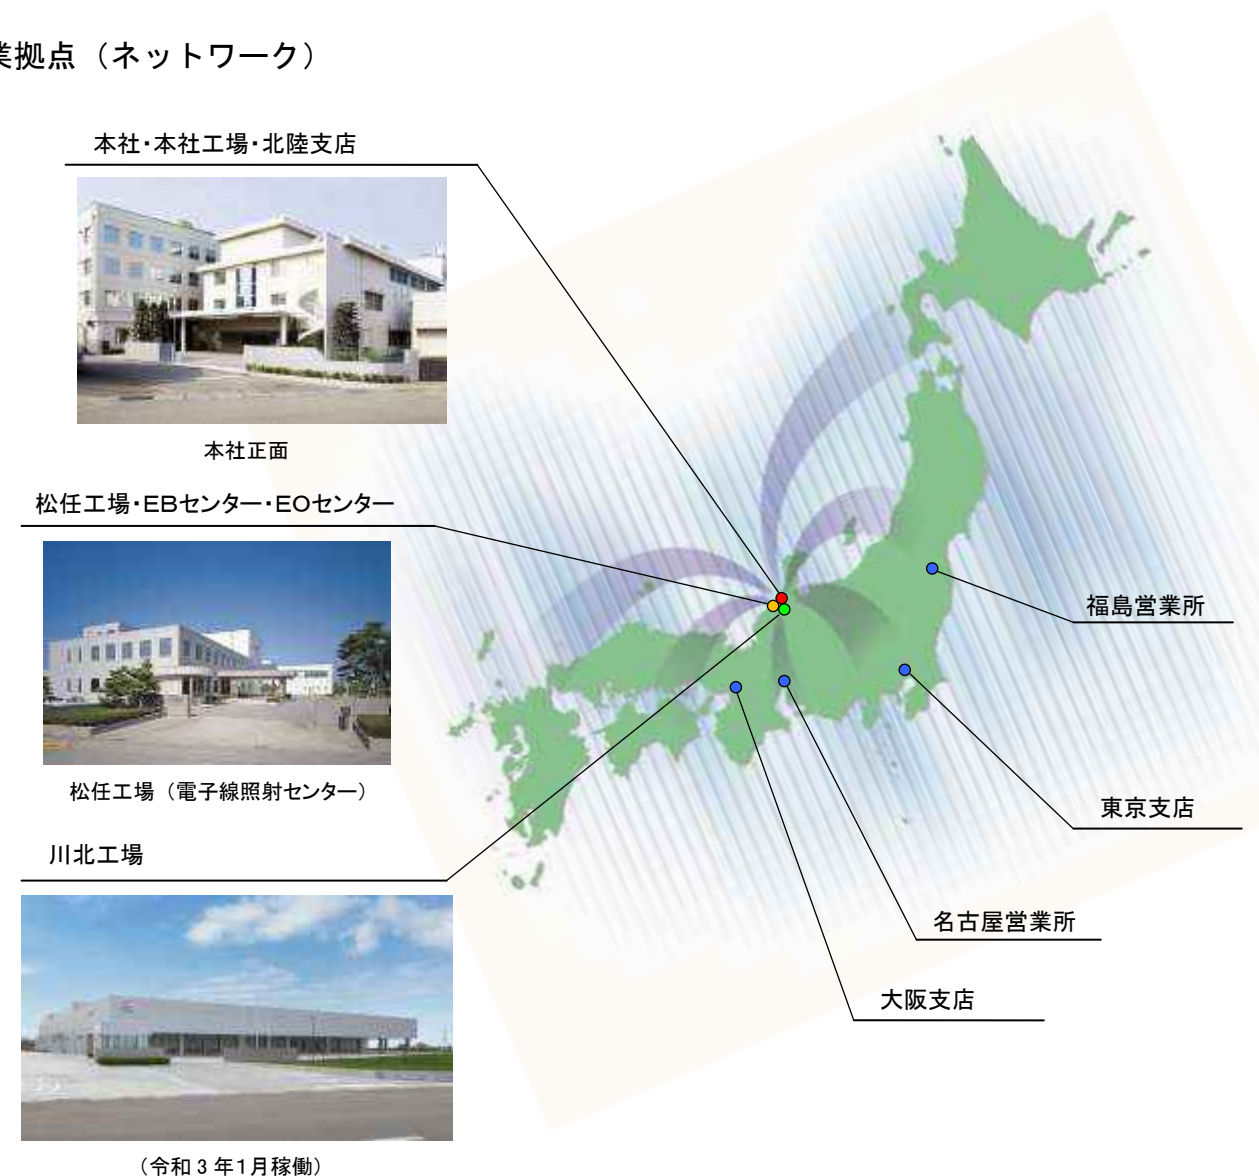 業拠点（ネットワーク）
本社・本社工場・北陸支店
本社正面
松任工場・EBセンター・EOセンター
松任工場（電子線照射センター）
川北工場
（令和３年１月稼働）
福島営業所
東京支店
名古屋営業所
大阪支店